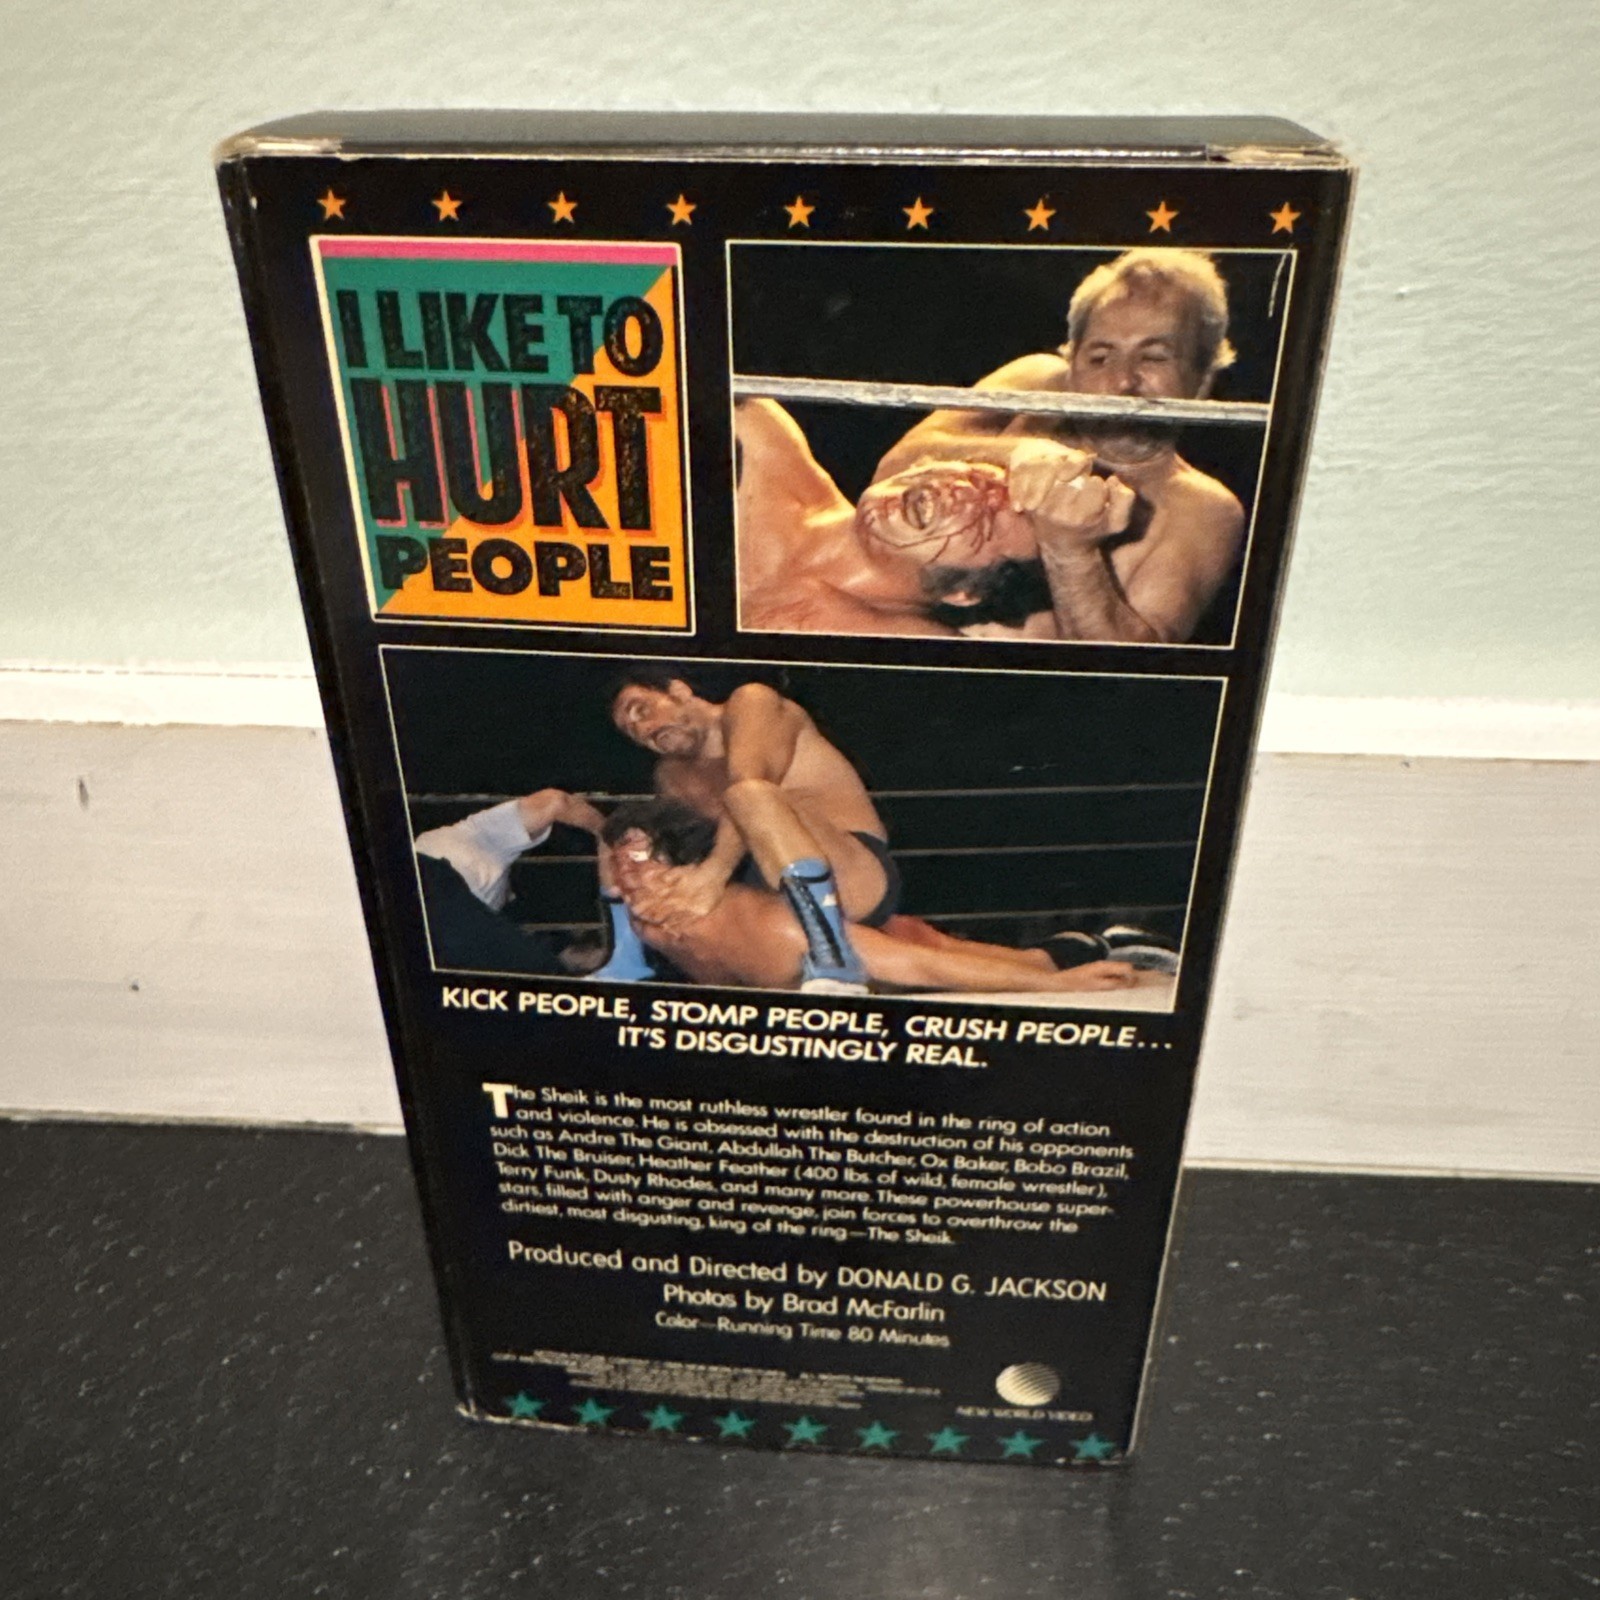 I LIKE TO
HURT
PEOPLE
KICK PEOPLE, STOMP PEOPLE, CRUSH PEOPLE...
IT'S DISGUSTINGLY REAL.
The Sheik is the most ruthless wrestler found in the ring of action
and violence. He is obsessed with the destruction of his opponents
such as Andre The Giant, Abdullah The Butcher, Ox Baker, Bobo Brazil,
Dick The Bruiser, Heather Feather (400 lbs. of wild, female wrestler),
Terry Funk, Dusty Rhodes, and many more. These powerhouse super-
stars, filled with anger and revenge, join forces to overthrow the
dirtiest, most disgusting, king of the ring—The Sheik.
Produced and Directed by DONALD G. JACKSON
Photos by Brad McFarlin
Color—Running Time 80 Minutes
NEW WORLD VIDEO